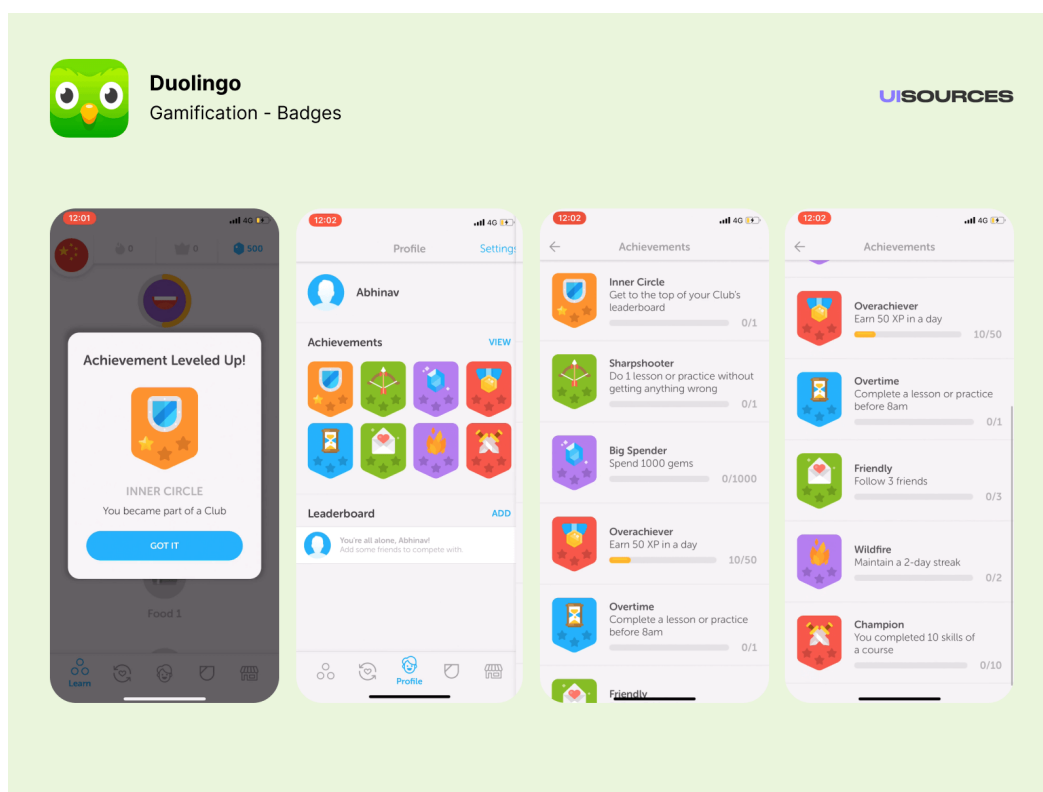 Duolingo
Gamification - Badges
UISOURCES
12:01
4G
0
0
500
Achievement Leveled Up!
INNER CIRCLE
You became part of a Club
GOT IT
Food 1
Learn
12:02
4G
Profile
Settings
Abhinav
Achievements
VIEW
Leaderboard
ADD
You're all alone, Abhinav!
Add some friends to compete with.
Profile
12:02
4G
Achievements
Inner Circle
Get to the top of your Club's
leaderboard
0/1
Sharpshooter
Do 1 lesson or practice without
getting anything wrong
0/1
Big Spender
Spend 1000 gems
0/1000
Overachiever
Earn 50 XP in a day
10/50
Overtime
Complete a lesson or practice
before 8am
0/1
Friendly
12:02
4G
Achievements
Overachiever
Earn 50 XP in a day
10/50
Overtime
Complete a lesson or practice
before 8am
0/1
Friendly
Follow 3 friends
0/3
Wildfire
Maintain a 2-day streak
0/2
Champion
You completed 10 skills of
a course
0/10